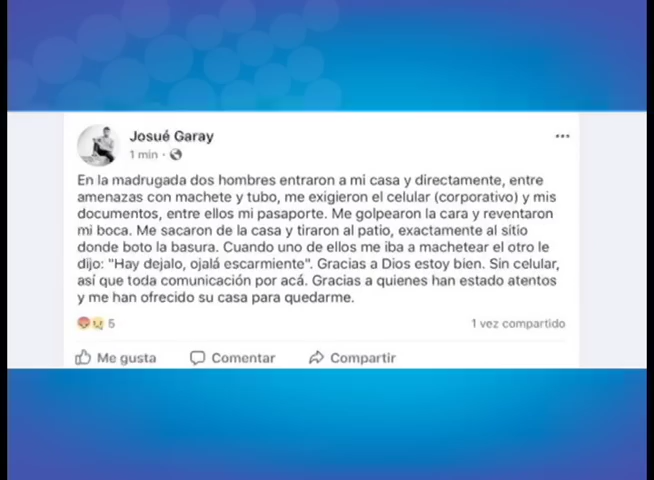 Josué Garay
1 min ·
En la madrugada dos hombres entraron a mi casa y directamente, entre
amenazas con machete y tubo, me exigieron el celular (corporativo) y mis
documentos, entre ellos mi pasaporte. Me golpearon la cara y reventaron
mi boca. Me sacaron de la casa y tiraron al patio, exactamente al sitio
donde boto la basura. Cuando uno de ellos me iba a machetear el otro le
dijo: "Hay dejalo, ojalá escarmiente". Gracias a Dios estoy bien. Sin celular,
así que toda comunicación por acá. Gracias a quienes han estado atentos
y me han ofrecido su casa para quedarme.
5
1 vez compartido
Me gusta
Comentar
Compartir